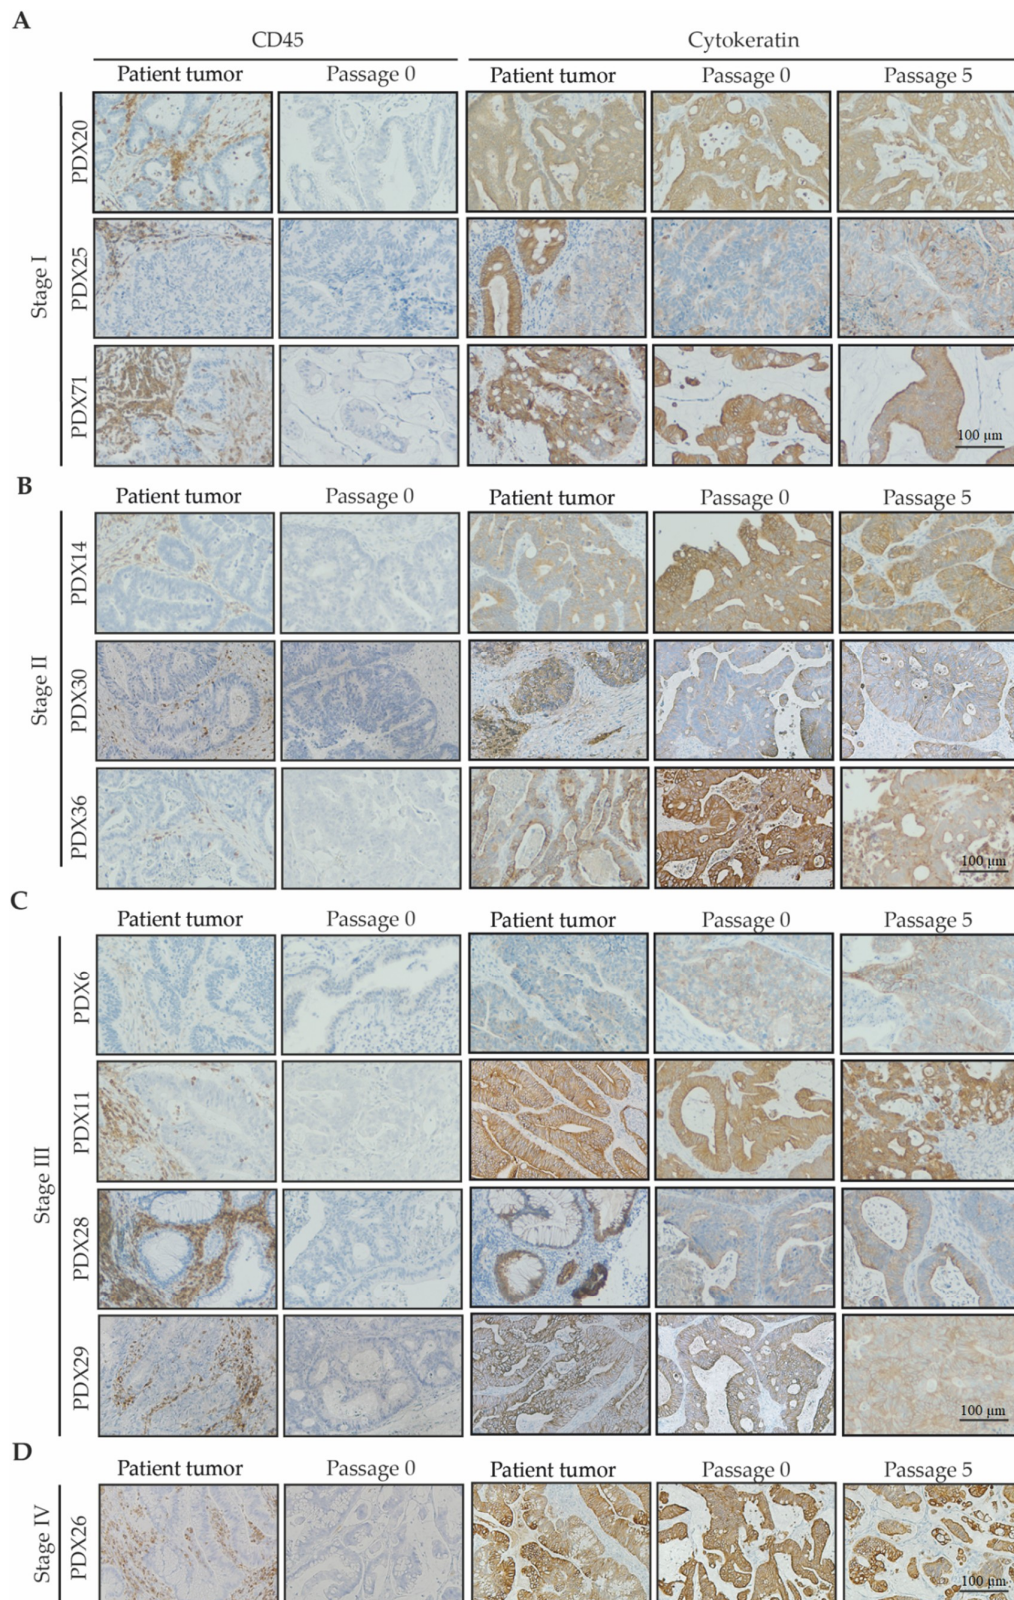 A
CD45 Cytokeratin
Patient tumor Passage 0 Patient tumor Passage 0 Passage 5
Stage I
PDX20
PDX25
PDX71
100 µm
B
Patient tumor Passage 0 Patient tumor Passage 0 Passage 5
Stage II
PDX14
PDX30
PDX36
100 µm
C
Patient tumor Passage 0 Patient tumor Passage 0 Passage 5
Stage III
PDX6
PDX11
PDX28
PDX29
100 µm
D
Patient tumor Passage 0 Patient tumor Passage 0 Passage 5
Stage IV
PDX26
100 µm